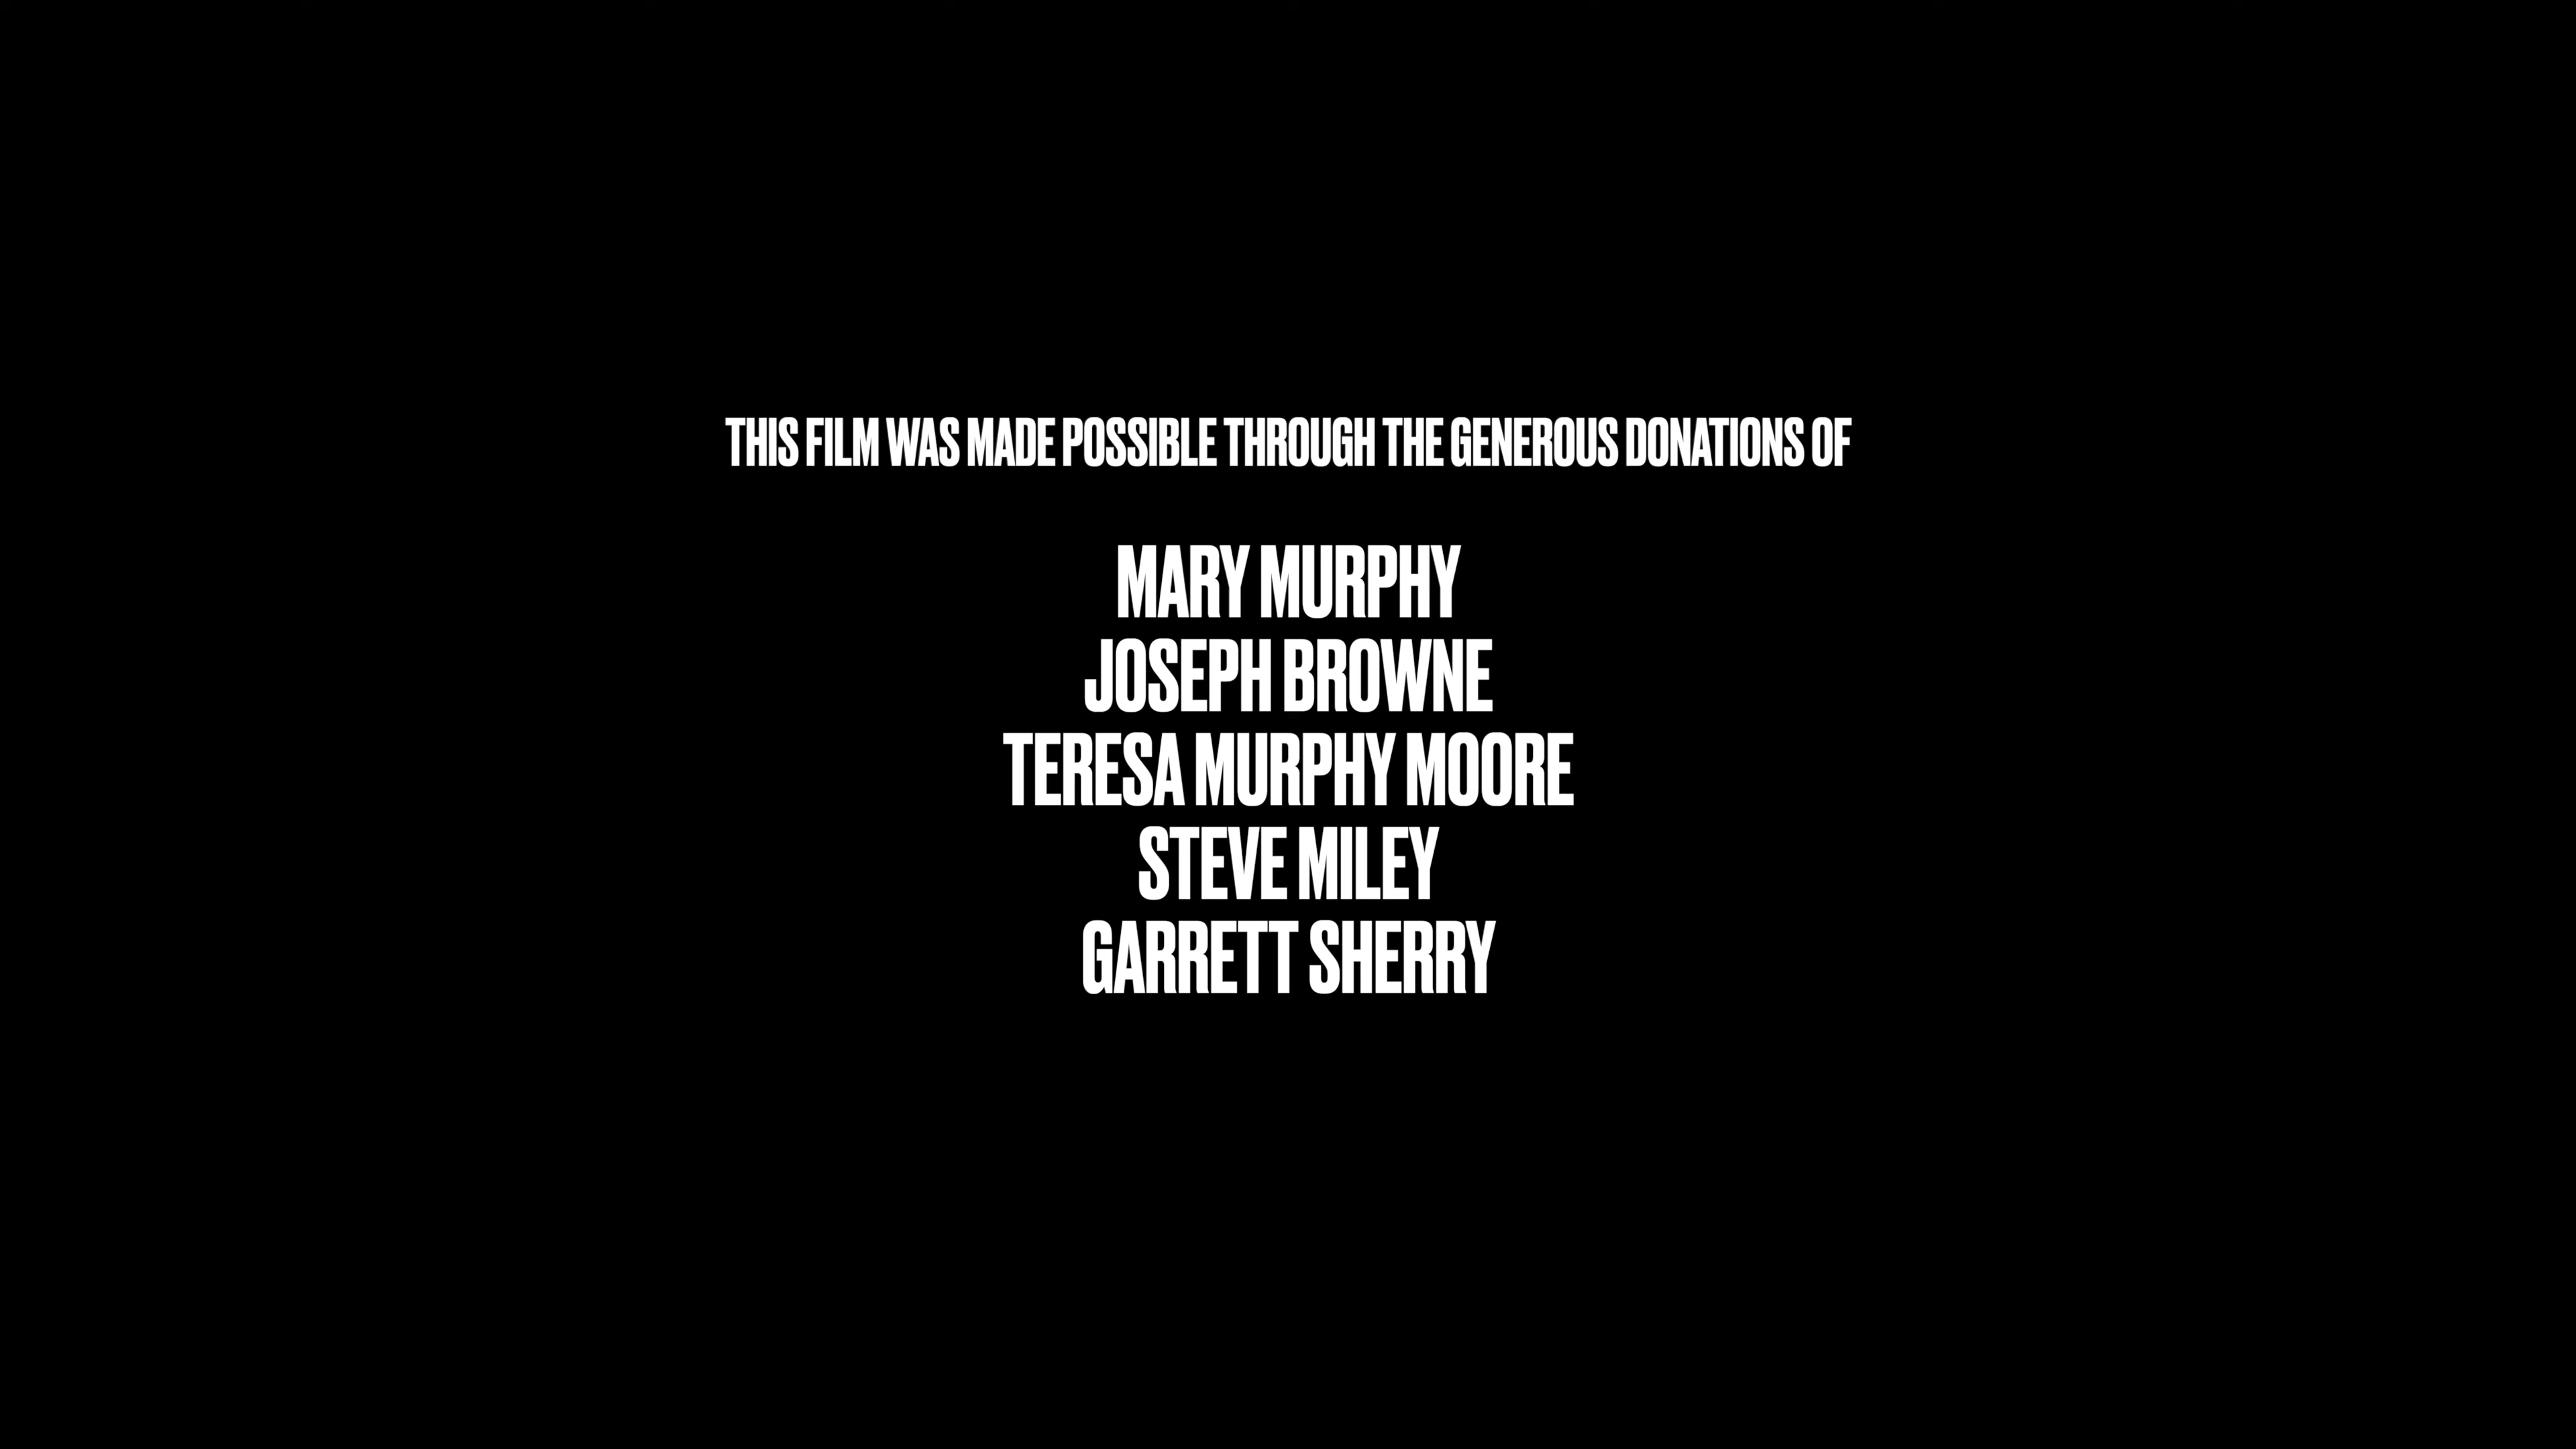 THIS FILM WAS MADE POSSIBLE THROUGH THE GENEROUS DONATIONS OF
MARY MURPHY
JOSEPH BROWNE
TERESA MURPHY MOORE
STEVE MILEY
GARRETT SHERRY